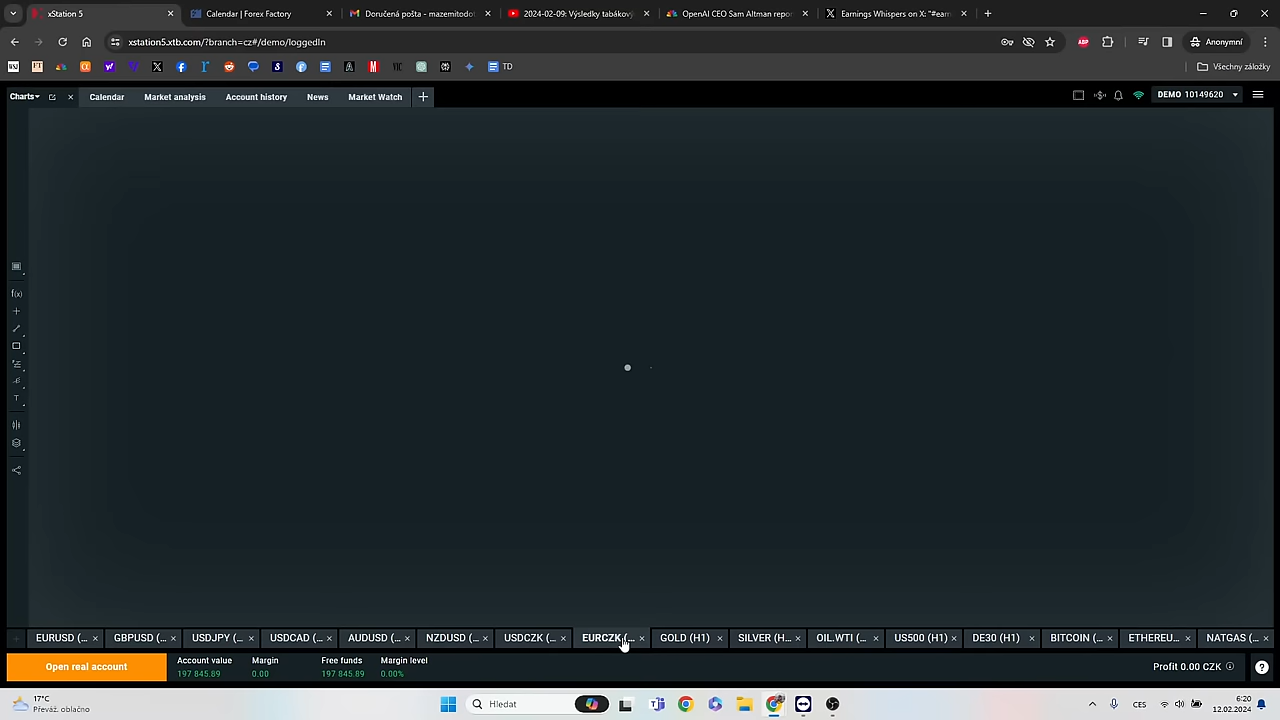 xStation 5
Calendar | Forex Factory
Doručená pošta - mazemitodol
2024-02-09: Výsledky tabákový
OpenAI CEO Sam Altman repor
Earnings Whispers on X: "#earn
xstation5.xtb.com/?branch=cz#/demo/loggedIn
Anonymní
TD
Všechny záložky
Charts
Calendar
Market analysis
Account history
News
Market Watch
DEMO 10149620
f(x)
T
EURUSD (...
GBPUSD (...
USDJPY (...
USDCAD (...
AUDUSD (...
NZDUSD (...
USDCZK (...
EURCZK (...
GOLD (H1)
SILVER (H...
OIL.WTI (...
US500 (H1)
DE30 (H1)
BITCOIN (...
ETHEREU...
NATGAS (...
Open real account
Account value
197 845.89
Margin
0.00
Free funds
197 845.89
Margin level
0.00%
Profit 0.00 CZK
17°C
Převáž. oblačno
Hledat
CES
6:20
12.02.2024